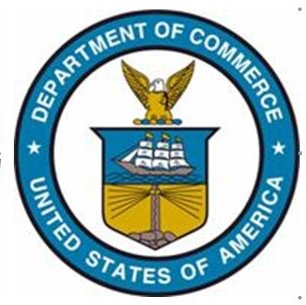 DEPARTMENT OF COMMERCE
UNITED STATES OF AMERICA